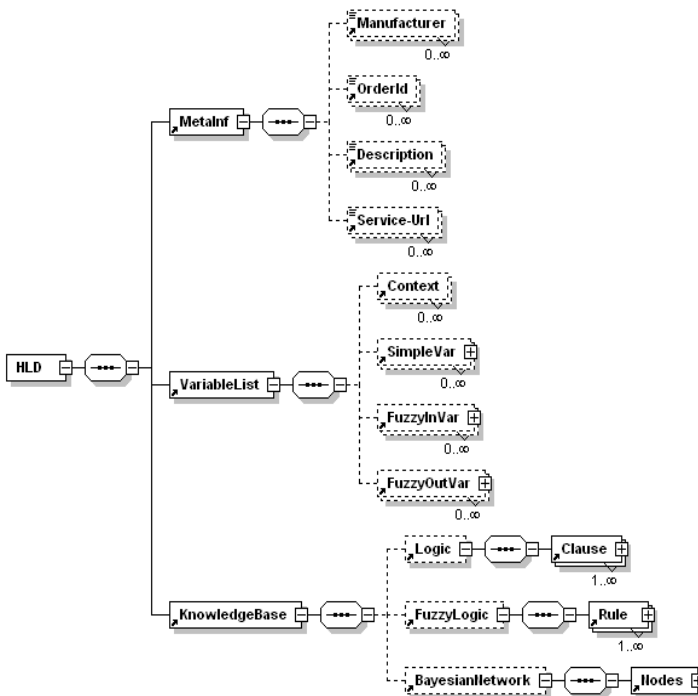 Manufacturer
0..∞
OrderId
0..∞
MetaInf
Description
0..∞
Service-Url
0..∞
Context
0..∞
SimpleVar
0..∞
HLD
VariableList
FuzzyInVar
0..∞
FuzzyOutVar
0..∞
Logic
Clause
1..∞
KnowledgeBase
FuzzyLogic
Rule
1..∞
BayesianNetwork
Nodes